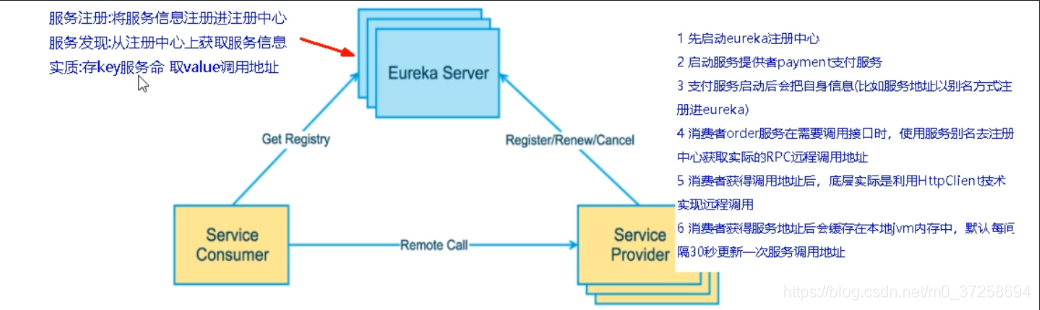 服务注册:将服务信息注册进注册中心
服务发现:从注册中心上获取服务信息
实质:存key服务命 取value调用地址
Eureka Server
Get Registry
Register/Renew/Cancel
Service
Consumer
Remote Call
Service
Provider
1 先启动eureka注册中心
2 启动服务提供者payment支付服务
3 支付服务启动后会把自身信息(比如服务地址以别名方式注
册进eureka)
4 消费者order服务在需要调用接口时，使用服务别名去注册
中心获取实际的RPC远程调用地址
5 消费者获得调用地址后，底层实际是利用HttpClient技术
实现远程调用
6 消费者获得服务地址后会缓存在本地jvm内存中，默认每间
隔30秒更新一次服务调用地址
https://blog.csdn.net/m0_37258694